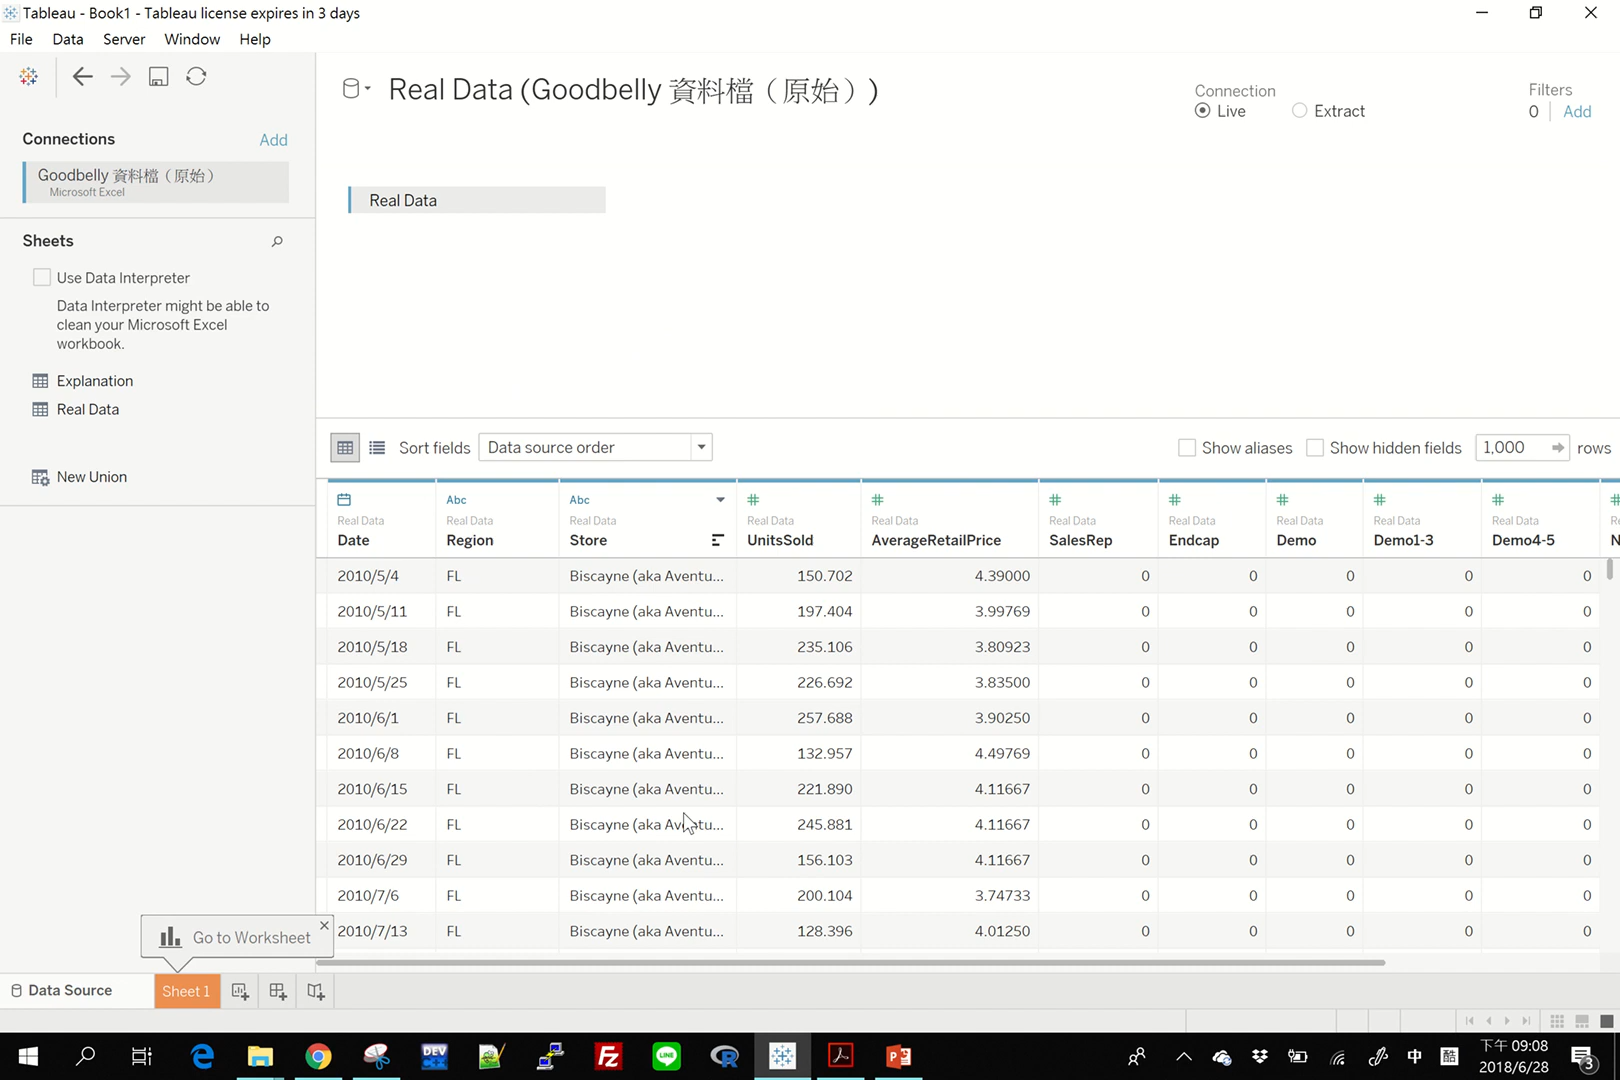 Tableau - Book1 - Tableau license expires in 3 days
File Data Server Window Help
Connections Add
Goodbelly 資料檔（原始）
Microsoft Excel
Sheets
Use Data Interpreter
Data Interpreter might be able to
clean your Microsoft Excel
workbook.
Explanation
Real Data
New Union
Real Data (Goodbelly 資料檔（原始）)
Connection
Live Extract
Filters
0 Add
Real Data
Sort fields Data source order
Show aliases Show hidden fields 1,000 rows
Abc Abc
Real Data Real Data Real Data Real Data Real Data Real Data Real Data Real Data Real Data Real Data
Date Region Store UnitsSold AverageRetailPrice SalesRep Endcap Demo Demo1-3 Demo4-5
2010/5/4 FL Biscayne (aka Aventu... 150.702 4.39000 0 0 0 0 0
2010/5/11 FL Biscayne (aka Aventu... 197.404 3.99769 0 0 0 0 0
2010/5/18 FL Biscayne (aka Aventu... 235.106 3.80923 0 0 0 0 0
2010/5/25 FL Biscayne (aka Aventu... 226.692 3.83500 0 0 0 0 0
2010/6/1 FL Biscayne (aka Aventu... 257.688 3.90250 0 0 0 0 0
2010/6/8 FL Biscayne (aka Aventu... 132.957 4.49769 0 0 0 0 0
2010/6/15 FL Biscayne (aka Aventu... 221.890 4.11667 0 0 0 0 0
2010/6/22 FL Biscayne (aka Aventu... 245.881 4.11667 0 0 0 0 0
2010/6/29 FL Biscayne (aka Aventu... 156.103 4.11667 0 0 0 0 0
2010/7/6 FL Biscayne (aka Aventu... 200.104 3.74733 0 0 0 0 0
2010/7/13 FL Biscayne (aka Aventu... 128.396 4.01250 0 0 0 0 0
Go to Worksheet
Data Source Sheet 1
DEV
FZ
LINE
R
P
中
酷
下午 09:08
2018/6/28
3